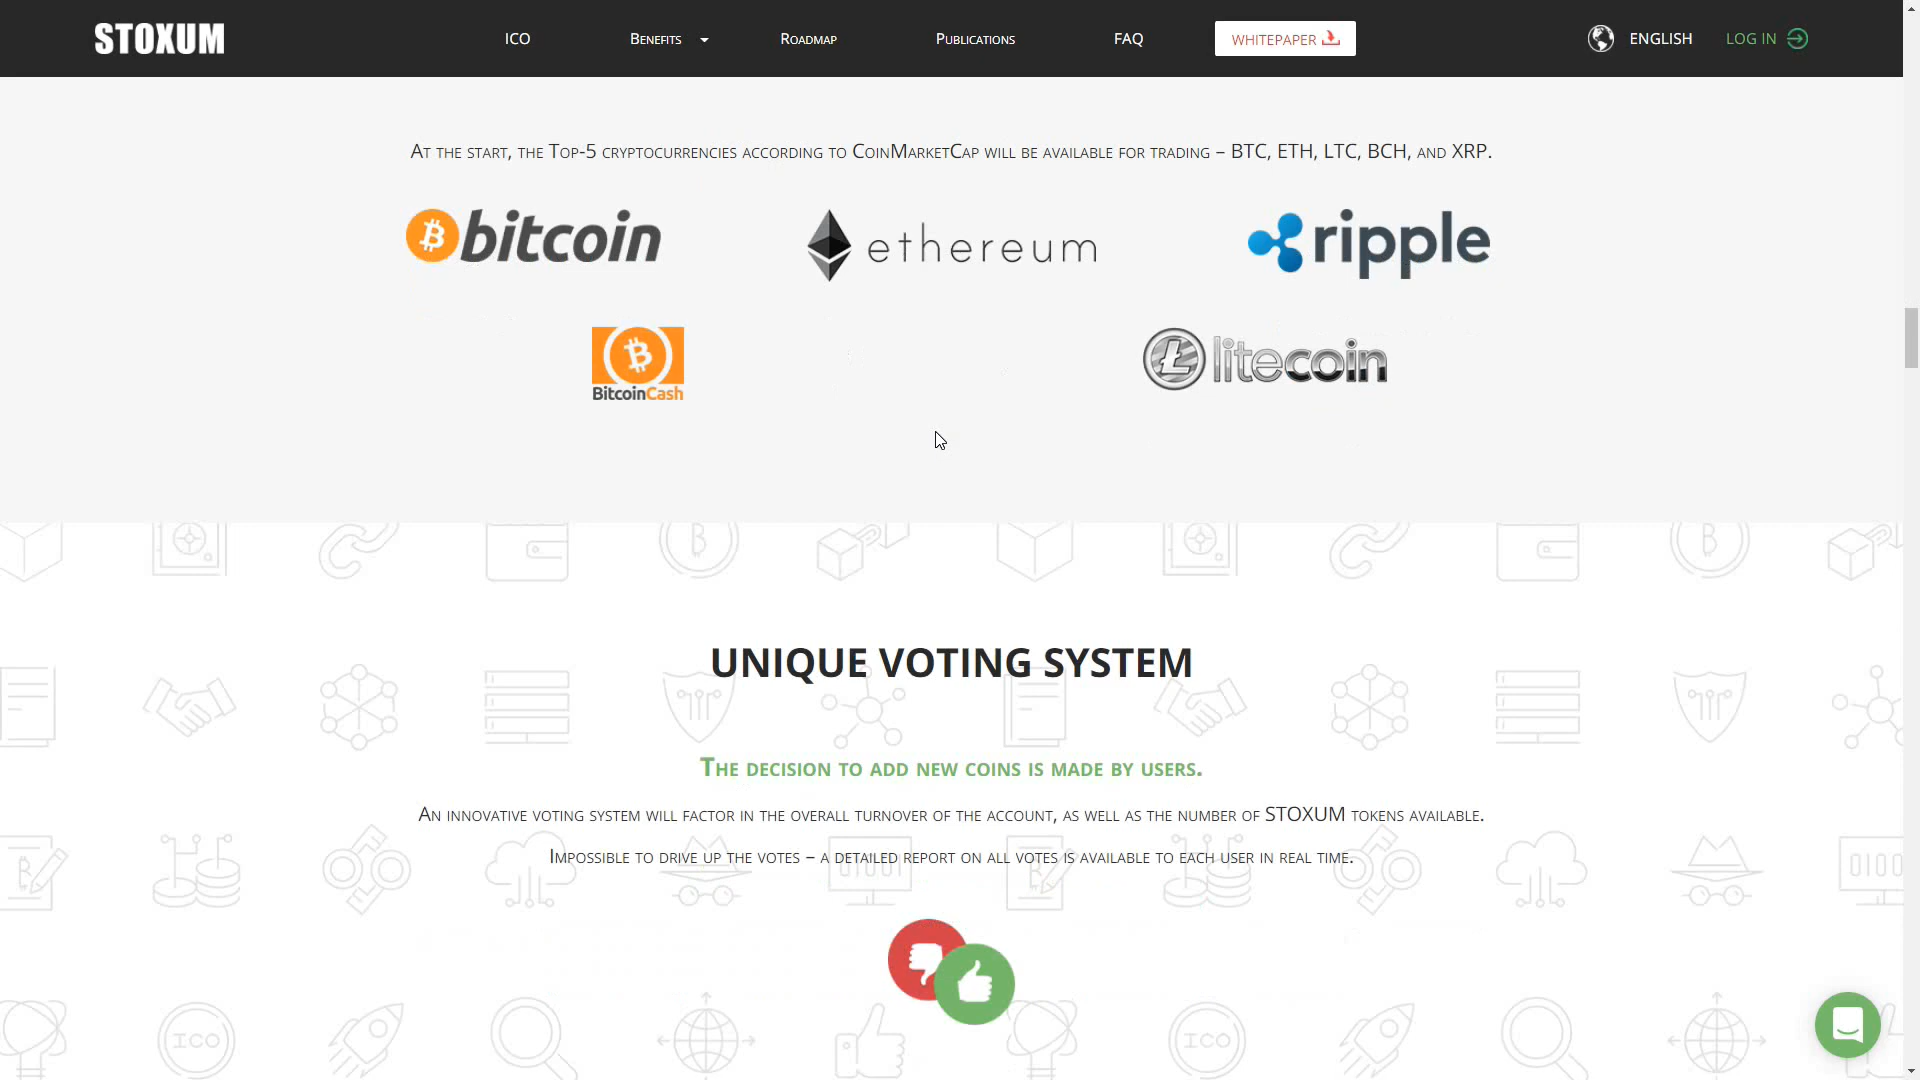 STOXUM ICO Benefits Roadmap Publications FAQ WHITEPAPER ENGLISH LOG IN
At the start, the Top-5 cryptocurrencies according to CoinMarketCap will be available for trading – BTC, ETH, LTC, BCH, and XRP.
bitcoin ethereum ripple
BitcoinCash litecoin
UNIQUE VOTING SYSTEM
The decision to add new coins is made by users.
An innovative voting system will factor in the overall turnover of the account, as well as the number of STOXUM tokens available.
Impossible to drive up the votes – a detailed report on all votes is available to each user in real time.
ICO ICO